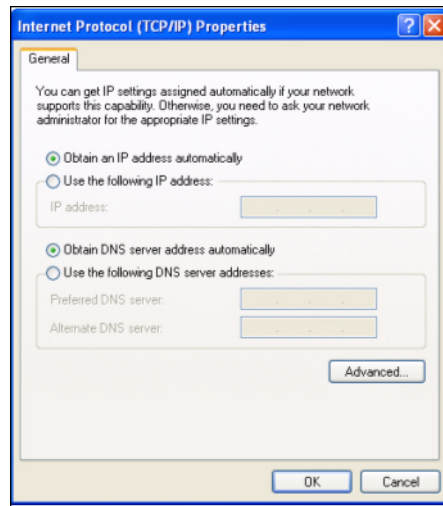 Internet Protocol (TCP/IP) Properties
General
You can get IP settings assigned automatically if your network
supports this capability. Otherwise, you need to ask your network
administrator for the appropriate IP settings.
Obtain an IP address automatically
Use the following IP address:
IP address:
Obtain DNS server address automatically
Use the following DNS server addresses:
Preferred DNS server:
Alternate DNS server:
Advanced...
OK Cancel